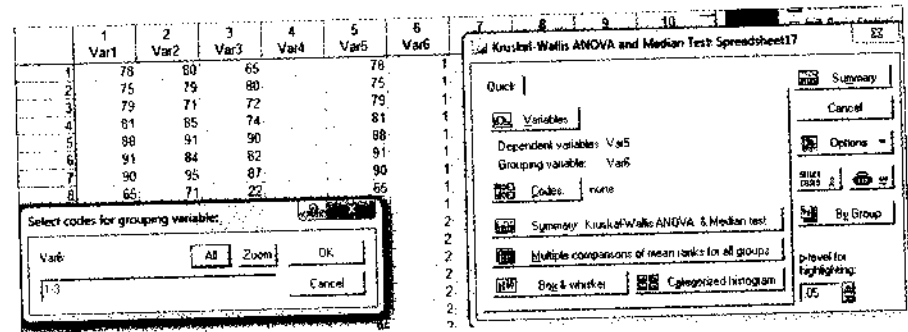 1 2 3 4 5 6 7 8 9 10
Var1 Var2 Var3 Var4 Var5 Var6
1 78 80 65 78 1
2 75 79 80 75 1
3 79 71 72 79 1
4 81 85 74 81 1
5 88 91 90 88 1
6 91 84 82 91 1
7 90 95 87 90 1
8 65 71 22 65 1
2
2
2
2
2
2
Select codes for grouping variable:
Var6:
All
Zoom
OK
1-3
Cancel
Kruskal-Wallis ANOVA and Median Test: Spreadsheet17
Quick
Variables
Dependent variables: Var5
Grouping variable: Var6
Codes: none
Summary: Kruskal-Wallis ANOVA & Median test
Multiple comparisons of mean ranks for all groups
Box & whisker
Categorized histogram
Summary
Cancel
Options
By Group
p-level for
highlighting:
.05